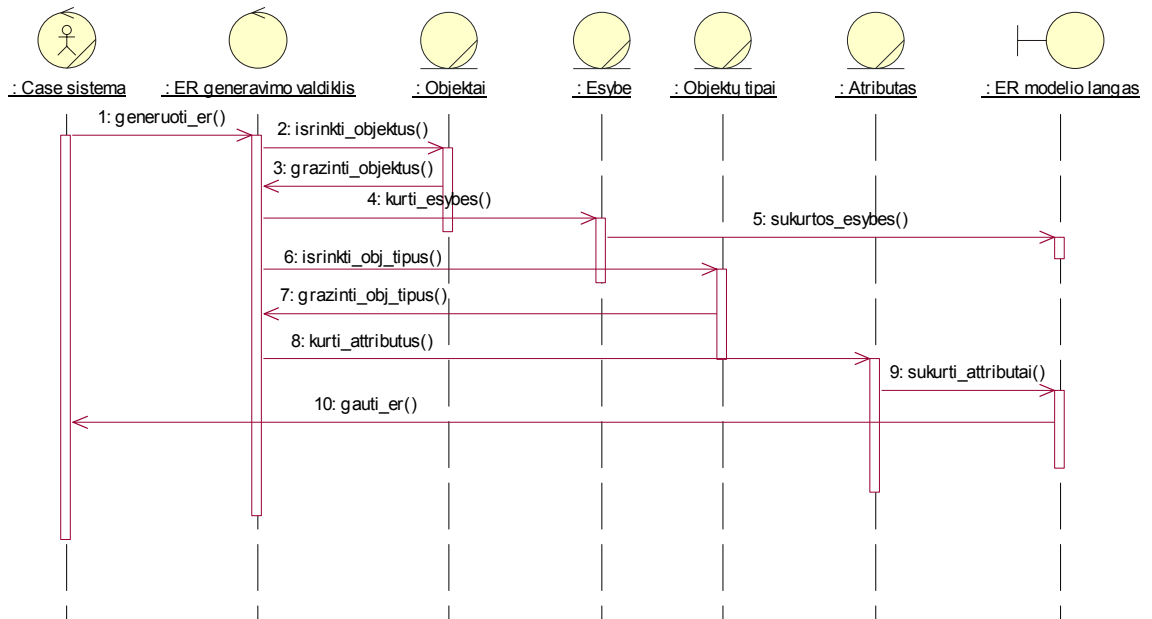 : Case sistema
: ER generavimo valdiklis
: Objektai
: Esybe
: Objektų tipai
: Atributas
: ER modelio langas
1: generuoti_er()
2: isrinkti_objektus()
3: grazinti_objektus()
4: kurti_esybes()
5: sukurtos_esybes()
6: isrinkti_obj_tipus()
7: grazinti_obj_tipus()
8: kurti_attributus()
9: sukurti_attributai()
10: gauti_er()